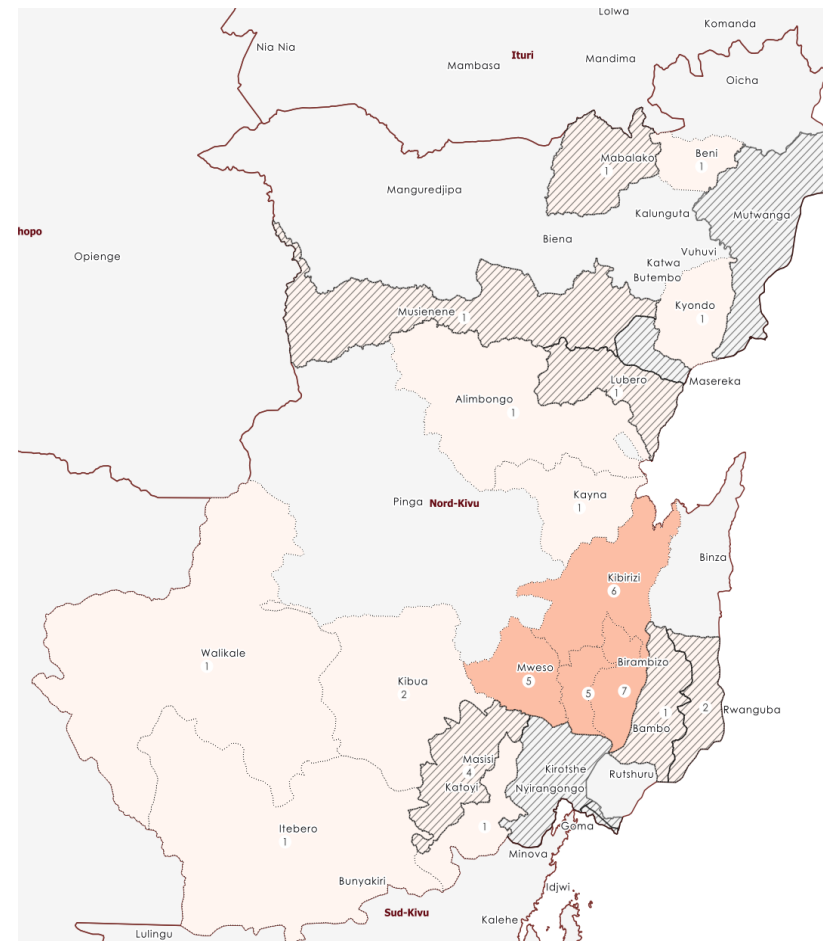 Lolwa
Komanda
Nia Nia
Ituri
Mandima
Mambasa
Oicha
Mabalako
1
Beni
1
Manguredjipa
Kalunguta
Mutwanga
hopo
Biena
Opienge
Vuhuvi
Katwa
Butembo
Musienene
1
Kyondo
1
Lubero
1
Masereka
Alimbongo
1
Kayna
1
Pinga
Nord-Kivu
Binza
Kibirizi
6
Walikale
1
Kibua
2
Mweso
5
Birambizo
5
7
1
2
Rwanguba
Bambo
Masisi
4
Katoyi
Kirotshe
Rutshuru
Nyirangongo
Itebero
1
1
Goma
Minova
Bunyakiri
Idjwi
Sud-Kivu
Kalehe
Lulingu